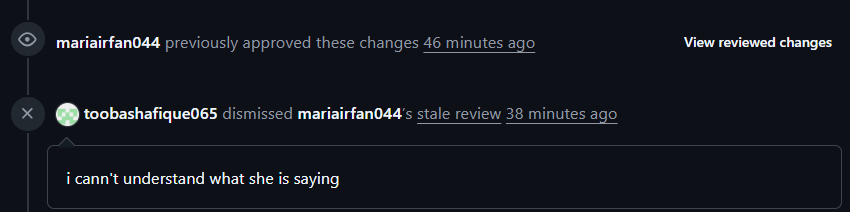 mariairfan044 previously approved these changes 46 minutes ago View reviewed changes
toobashafique065 dismissed mariairfan044's stale review 38 minutes ago
i cann't understand what she is saying